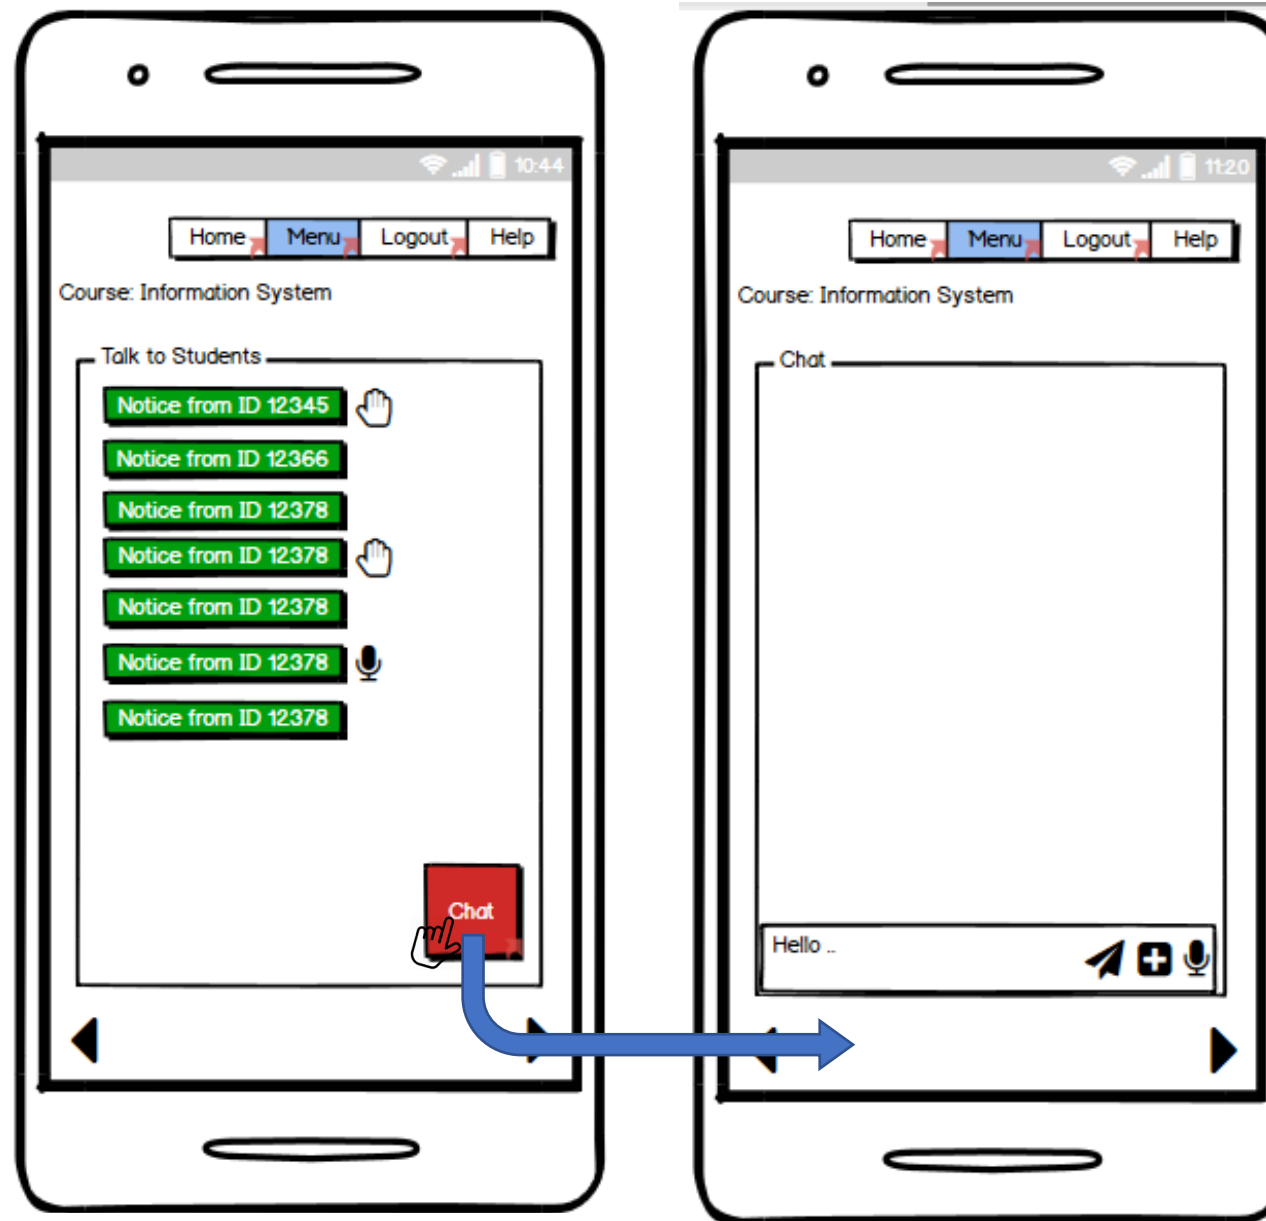 10:44
Home Menu Logout Help
Course: Information System
Talk to Students
Notice from ID 12345
Notice from ID 12366
Notice from ID 12378
Notice from ID 12378
Notice from ID 12378
Notice from ID 12378
Notice from ID 12378
Chat
11:20
Home Menu Logout Help
Course: Information System
Chat
Hello ..